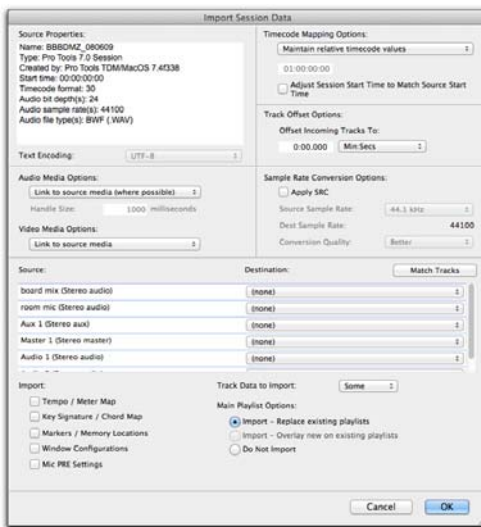 Import Session Data
Source Properties:
Name: BBBDMZ_080609
Type: Pro Tools 7.0 Session
Created by: Pro Tools TDM/MacOS 7.4f338
Start time: 00:00:00:00
Timecode format: 30
Audio bit depth(s): 24
Audio sample rate(s): 44100
Audio file type(s): BWF (.WAV)
Text Encoding: UTF-8
Timecode Mapping Options:
Maintain relative timecode values
01:00:00:00
Adjust Session Start Time to Match Source Start
Time
Track Offset Options:
Offset Incoming Tracks To:
0:00.000 Min:Secs
Audio Media Options:
Link to source media (where possible)
Handle Size: 1000 milliseconds
Video Media Options:
Link to source media
Sample Rate Conversion Options:
Apply SRC
Source Sample Rate: 44.1 kHz
Dest Sample Rate: 44100
Conversion Quality: Better
Source: Destination: Match Tracks
board mix (Stereo audio) (none)
room mic (Stereo audio) (none)
Aux 1 (Stereo aux) (none)
Master 1 (Stereo master) (none)
Audio 1 (Stereo audio) (none)
Import:
Tempo / Meter Map
Key Signature / Chord Map
Markers / Memory Locations
Window Configurations
Mic PRE Settings
Track Data to Import: Some
Main Playlist Options:
Import - Replace existing playlists
Import - Overlay new on existing playlists
Do Not Import
Cancel OK